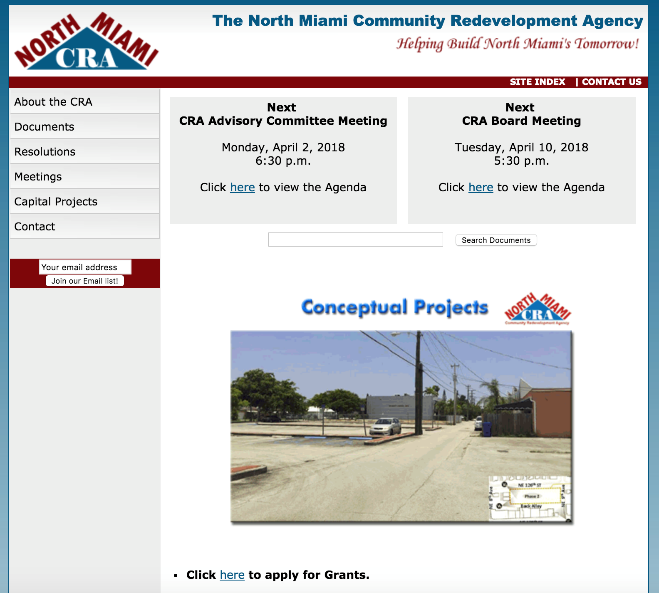 NORTH MIAMI
CRA
The North Miami Community Redevelopment Agency
Helping Build North Miami's Tomorrow!
SITE INDEX | CONTACT US
About the CRA
Documents
Resolutions
Meetings
Capital Projects
Contact
Your email address
Join our Email list!
Next
CRA Advisory Committee Meeting
Monday, April 2, 2018
6:30 p.m.
Click here to view the Agenda
Next
CRA Board Meeting
Tuesday, April 10, 2018
5:30 p.m.
Click here to view the Agenda
Search Documents
Conceptual Projects
NORTH MIAMI
CRA
Community Redevelopment Agency
Phase 2
▪ Click here to apply for Grants.